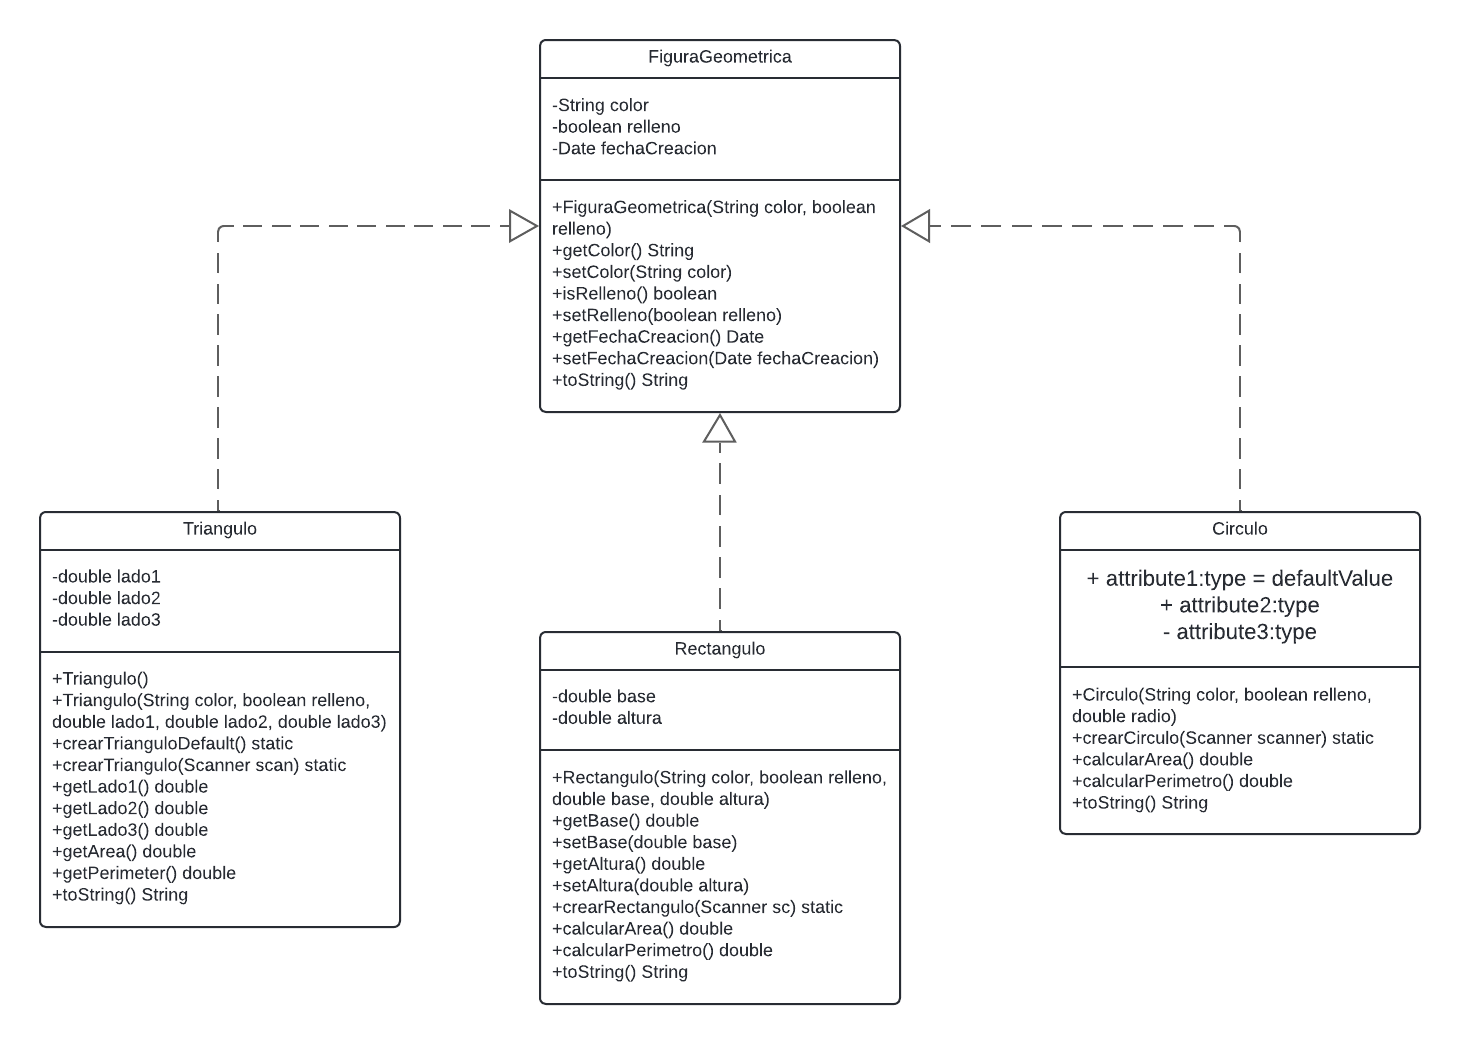 FiguraGeometrica
-String color
-boolean relleno
-Date fechaCreacion
+FiguraGeometrica(String color, boolean
relleno)
+getColor() String
+setColor(String color)
+isRelleno() boolean
+setRelleno(boolean relleno)
+getFechaCreacion() Date
+setFechaCreacion(Date fechaCreacion)
+toString() String
Triangulo
-double lado1
-double lado2
-double lado3
+Triangulo()
+Triangulo(String color, boolean relleno,
double lado1, double lado2, double lado3)
+crearTrianguloDefault() static
+crearTriangulo(Scanner scan) static
+getLado1() double
+getLado2() double
+getLado3() double
+getArea() double
+getPerimeter() double
+toString() String
Rectangulo
-double base
-double altura
+Rectangulo(String color, boolean relleno,
double base, double altura)
+getBase() double
+setBase(double base)
+getAltura() double
+setAltura(double altura)
+crearRectangulo(Scanner sc) static
+calcularArea() double
+calcularPerimetro() double
+toString() String
Circulo
+ attribute1:type = defaultValue
+ attribute2:type
- attribute3:type
+Circulo(String color, boolean relleno,
double radio)
+crearCirculo(Scanner scanner) static
+calcularArea() double
+calcularPerimetro() double
+toString() String